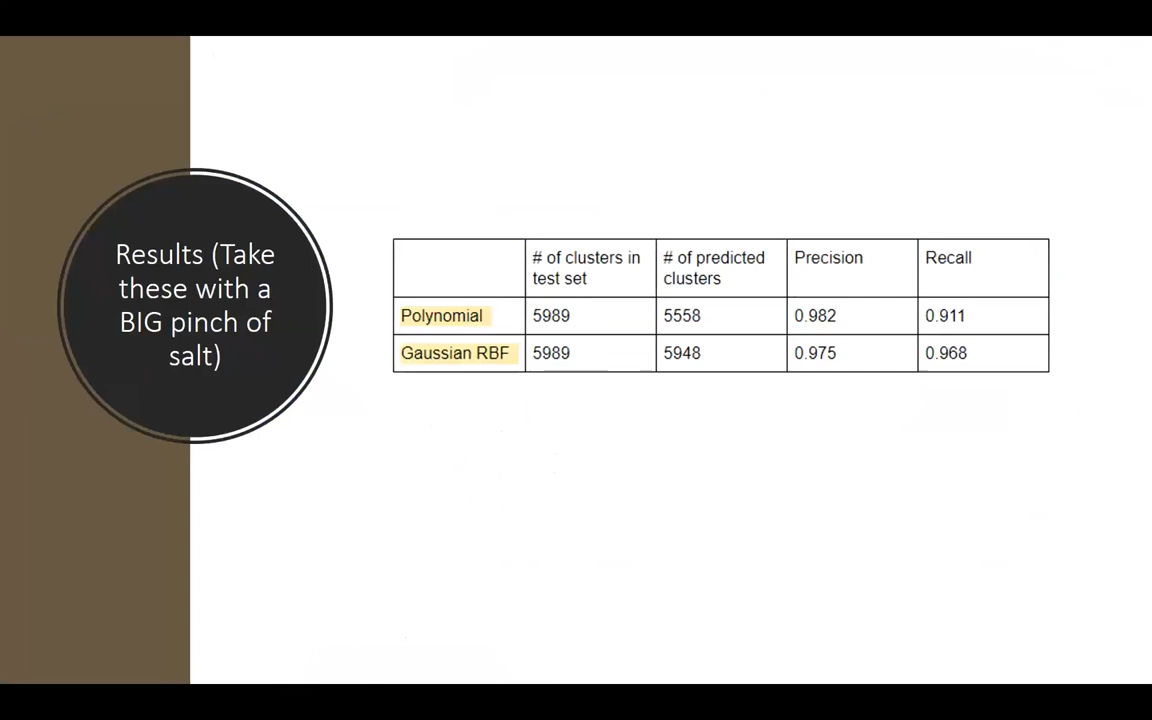 Results (Take
these with a
BIG pinch of
salt)
# of clusters in
test set
# of predicted
clusters
Precision
Recall
Polynomial
5989
5558
0.982
0.911
Gaussian RBF
5989
5948
0.975
0.968